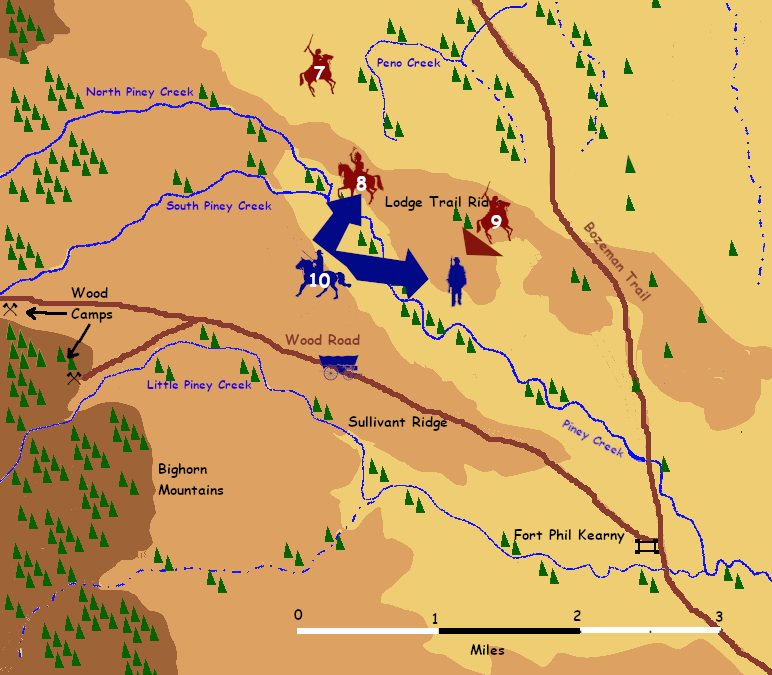 7
Peno Creek
North Piney Creek
8
Lodge Trail Rid
South Piney Creek
9
Bozeman Trail
10
Wood
Camps
Wood Road
Little Piney Creek
Sullivant Ridge
Piney Creek
Bighorn
Mountains
Fort Phil Kearny
0
1
2
3
Miles